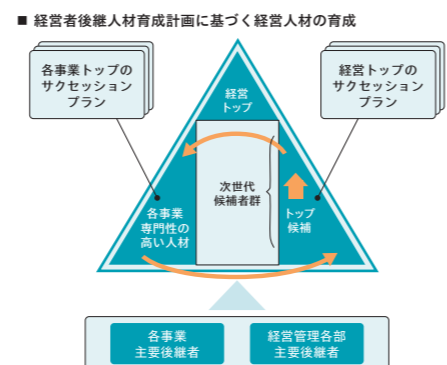 ■ 経営者後継人材育成計画に基づく経営人材の育成
各事業トップの
サクセッション
プラン
経営トップの
サクセッション
プラン
経営
トップ
次世代
候補者群
各事業
専門性の
高い人材
トップ
候補
各事業
主要後継者
経営管理各部
主要後継者